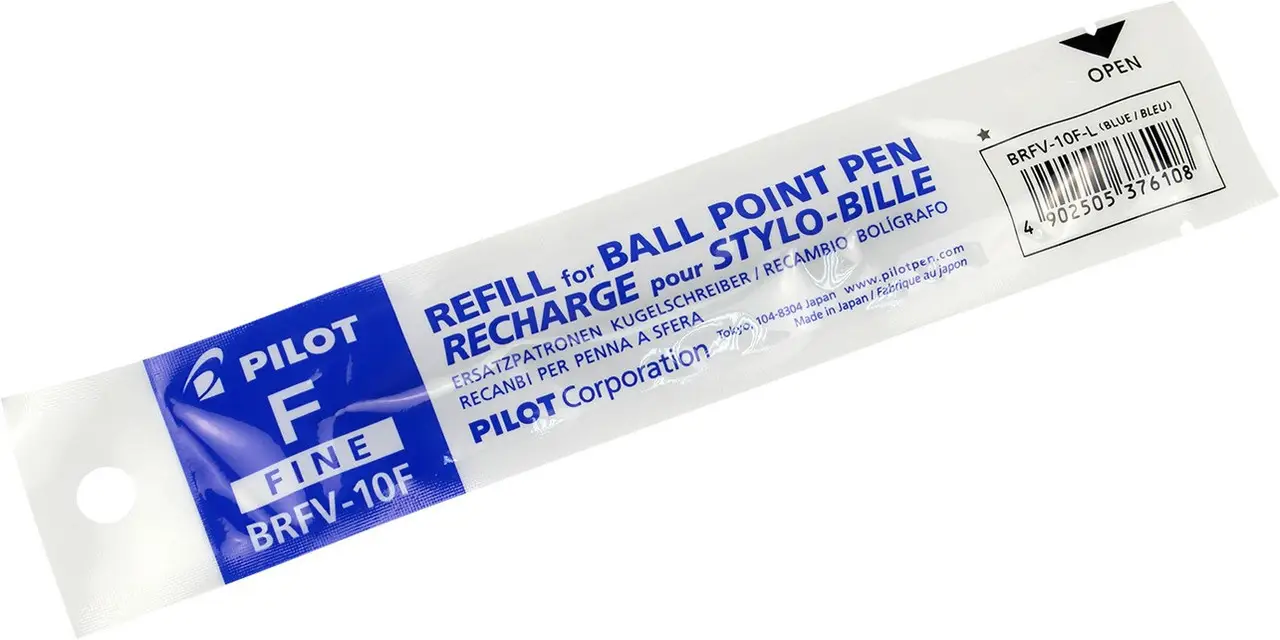 PILOT
F
FINE
BRFV-10F
REFILL for BALL POINT PEN
RECHARGE pour STYLO-BILLE
ERSATZPATRONEN KUGELSCHREIBER / RECAMBIO BOLÍGRAFO
RECANBI PER PENNA A SFERA
PILOT Corporation
Tokyo, 104-8304 Japan www.pilotpen.com
Made in Japan / Fabrique au japon
OPEN
BRFV-10F-L (BLUE / BLEU)
4 902505 376108